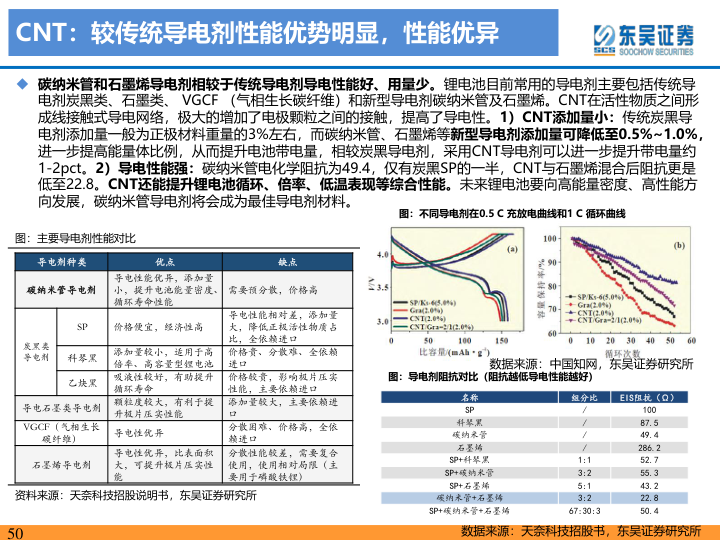 CNT：较传统导电剂性能优势明显，性能优异
东吴证券
SCS SOOCHOW SECURITIES
◆ 碳纳米管和石墨烯导电剂相较于传统导电剂导电性能好、用量少。锂电池目前常用的导电剂主要包括传统导
电剂炭黑类、石墨类、 VGCF （气相生长碳纤维）和新型导电剂碳纳米管及石墨烯。CNT在活性物质之间形
成线接触式导电网络，极大的增加了电极颗粒之间的接触，提高了导电性。1）CNT添加量小：传统炭黑导
电剂添加量一般为正极材料重量的3%左右，而碳纳米管、石墨烯等新型导电剂添加量可降低至0.5%~1.0%，
进一步提高能量体比例，从而提升电池带电量，相较炭黑导电剂，采用CNT导电剂可以进一步提升带电量约
1-2pct。2）导电性能强：碳纳米管电化学阻抗为49.4，仅有炭黑SP的一半，CNT与石墨烯混合后阻抗更是
低至22.8。CNT还能提升锂电池循环、倍率、低温表现等综合性能。未来锂电池要向高能量密度、高性能方
向发展，碳纳米管导电剂将会成为最佳导电剂材料。
图：主要导电剂性能对比
导电剂种类 优点 缺点
碳纳米管导电剂 导电性能优异，添加量小，提升电池能量密度、循环寿命性能 需要预分散，价格高
炭黑类导电剂 SP 价格便宜，经济性高 导电性能相对差，添加量大，降低正极活性物质占比，全依赖进口
科琴黑 添加量较小，适用于高倍率、高容量型锂电池 价格贵、分散难、全依赖进口
乙炔黑 吸液性较好，有助提升循环寿命 价格较贵，影响极片压实性能，主要依赖进口
导电石墨类导电剂 颗粒度较大，有利于提升极片压实性能 添加量较大，主要依赖进口
VGCF（气相生长碳纤维） 导电性优异 分散困难、价格高，全依赖进口
石墨烯导电剂 导电性优异，比表面积大，可提升极片压实性能 分散性能较差，需要复合使用，使用相对局限（主要用于磷酸铁锂）
资料来源：天奈科技招股说明书，东吴证券研究所
图：不同导电剂在0.5 C 充放电曲线和1 C 循环曲线
(a)
E/V
4.0
3.5
3.0
SP/Ks-6(5.0%)
Gra(2.0%)
CNT(2.0%)
CNT/Gra=2/1(2.0%)
0 50 100 150
比容量/(mAh·g⁻¹)
(b)
容量保持率/%
100
90
80
70
60
SP/Ks-6(5.0%)
Gra(2.0%)
CNT(2.0%)
CNT/Gra=2/1(2.0%)
0 20 40 60
循环次数
数据来源：中国知网，东吴证券研究所
图：导电剂阻抗对比（阻抗越低导电性能越好）
名称 组分比 EIS阻抗（Ω）
SP / 100
科琴黑 / 87.5
碳纳米管 / 49.4
石墨烯 / 286.2
SP+科琴黑 1:1 52.7
SP+碳纳米管 3:2 55.3
SP+石墨烯 5:1 43.2
碳纳米管+石墨烯 3:2 22.8
SP+碳纳米管+石墨烯 67:30:3 50.4
数据来源：天奈科技招股书，东吴证券研究所
50